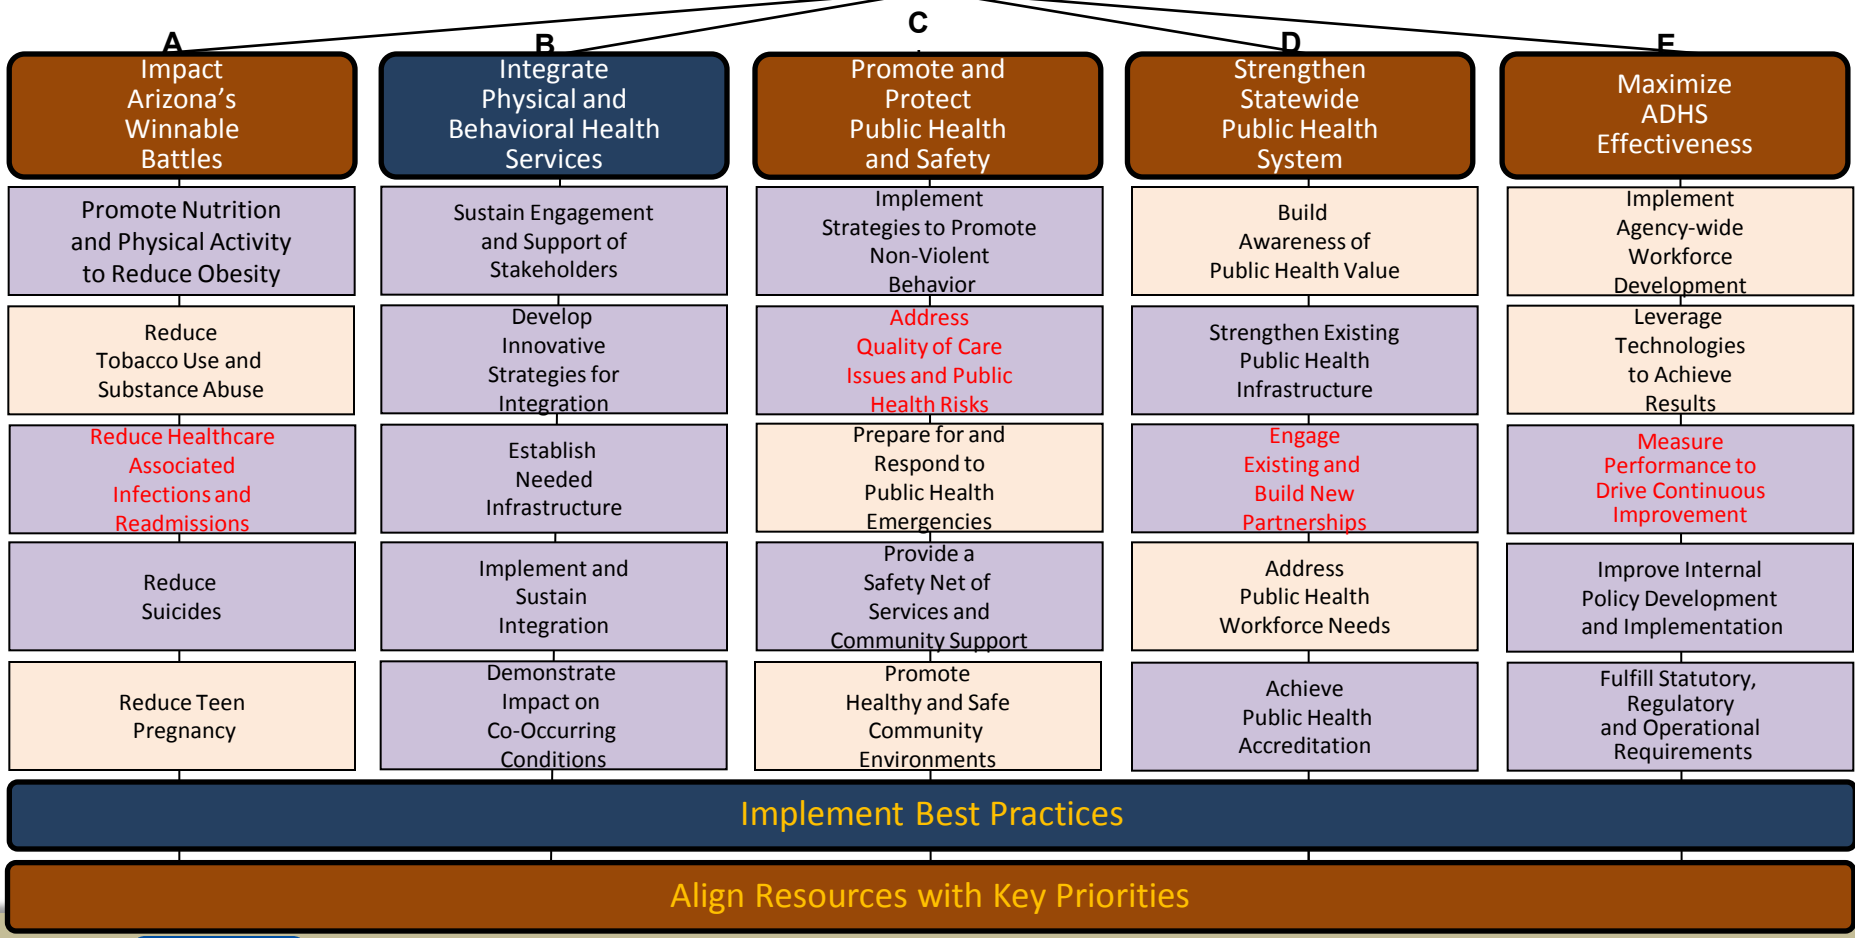 A
Impact
Arizona's
Winnable
Battles
Promote Nutrition
and Physical Activity
to Reduce Obesity
Reduce
Tobacco Use and
Substance Abuse
Reduce Healthcare
Associated
Infections and
Readmissions
Reduce
Suicides
Reduce Teen
Pregnancy
B
Integrate
Physical and
Behavioral Health
Services
Sustain Engagement
and Support of
Stakeholders
Develop
Innovative
Strategies for
Integration
Establish
Needed
Infrastructure
Implement and
Sustain
Integration
Demonstrate
Impact on
Co-Occurring
Conditions
C
Promote and
Protect
Public Health
and Safety
Implement
Strategies to Promote
Non-Violent
Behavior
Address
Quality of Care
Issues and Public
Health Risks
Prepare for and
Respond to
Public Health
Emergencies
Provide a
Safety Net of
Services and
Community Support
Promote
Healthy and Safe
Community
Environments
D
Strengthen
Statewide
Public Health
System
Build
Awareness of
Public Health Value
Strengthen Existing
Public Health
Infrastructure
Engage
Existing and
Build New
Partnerships
Address
Public Health
Workforce Needs
Achieve
Public Health
Accreditation
E
Maximize
ADHS
Effectiveness
Implement
Agency-wide
Workforce
Development
Leverage
Technologies
to Achieve
Results
Measure
Performance to
Drive Continuous
Improvement
Improve Internal
Policy Development
and Implementation
Fulfill Statutory,
Regulatory
and Operational
Requirements
Implement Best Practices
Align Resources with Key Priorities